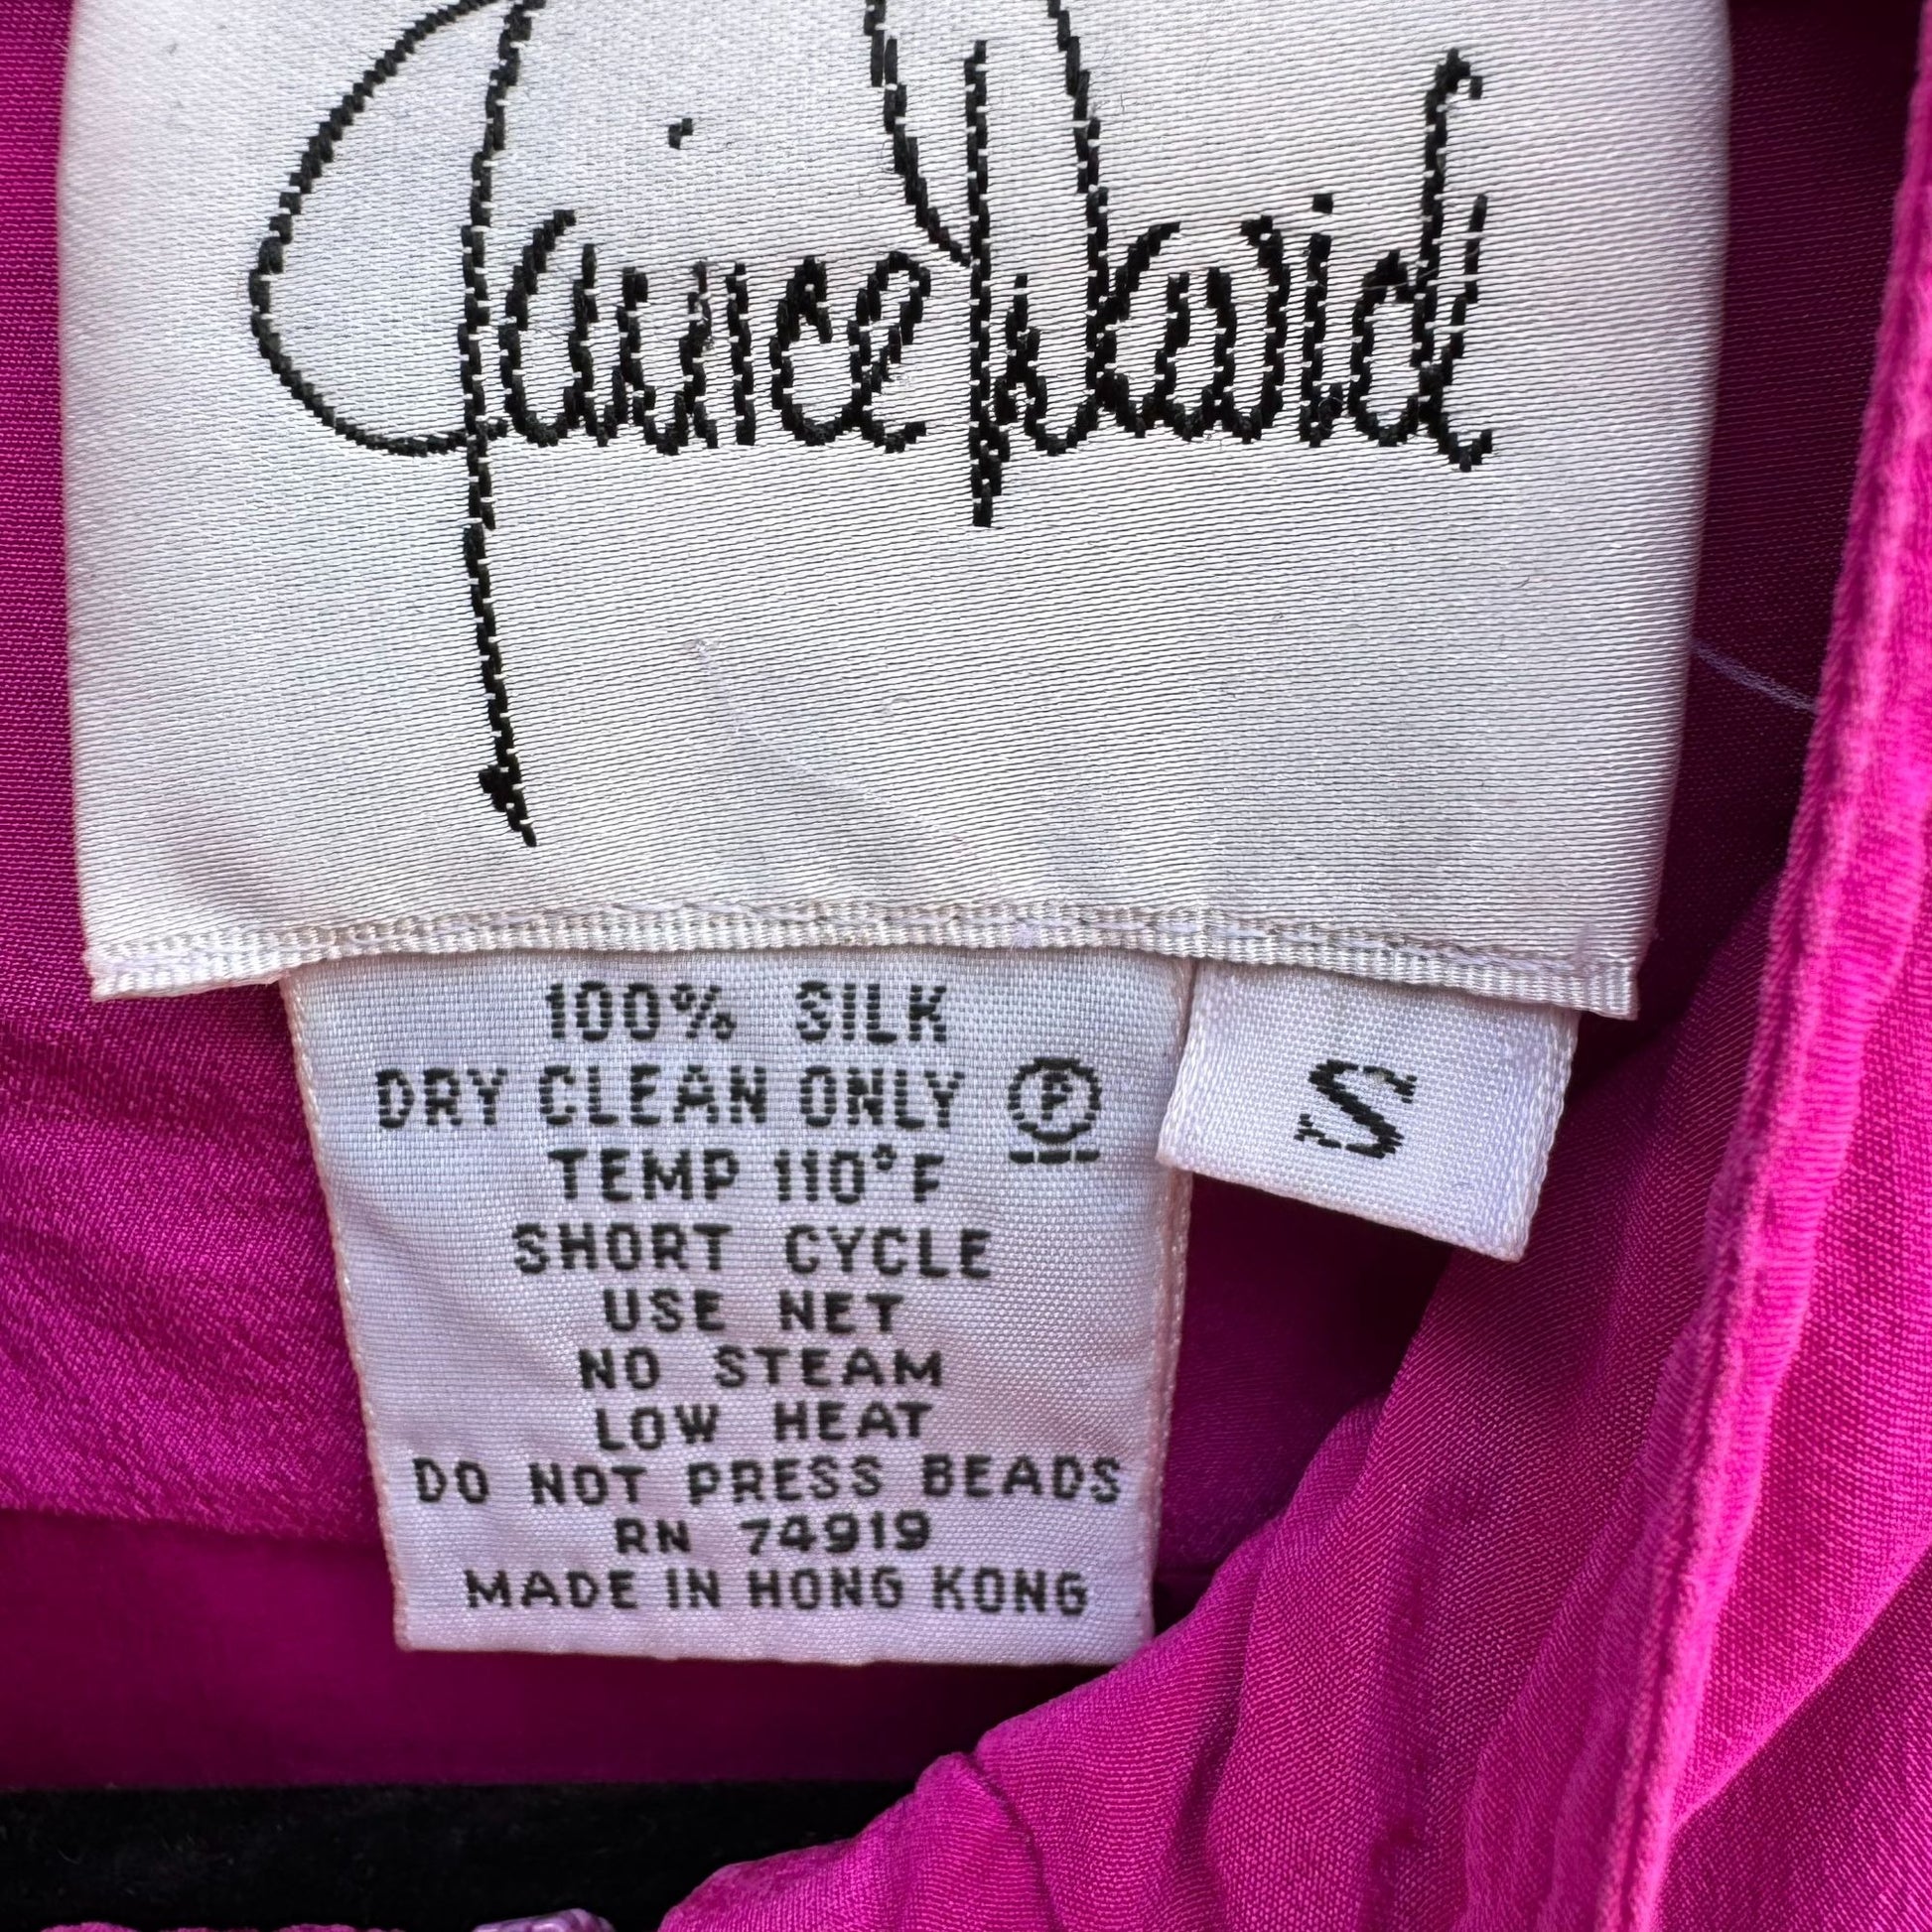 Janice David
100% SILK
DRY CLEAN ONLY P
TEMP 110°F
SHORT CYCLE
USE NET
NO STEAM
LOW HEAT
DO NOT PRESS BEADS
RN 74919
MADE IN HONG KONG
S